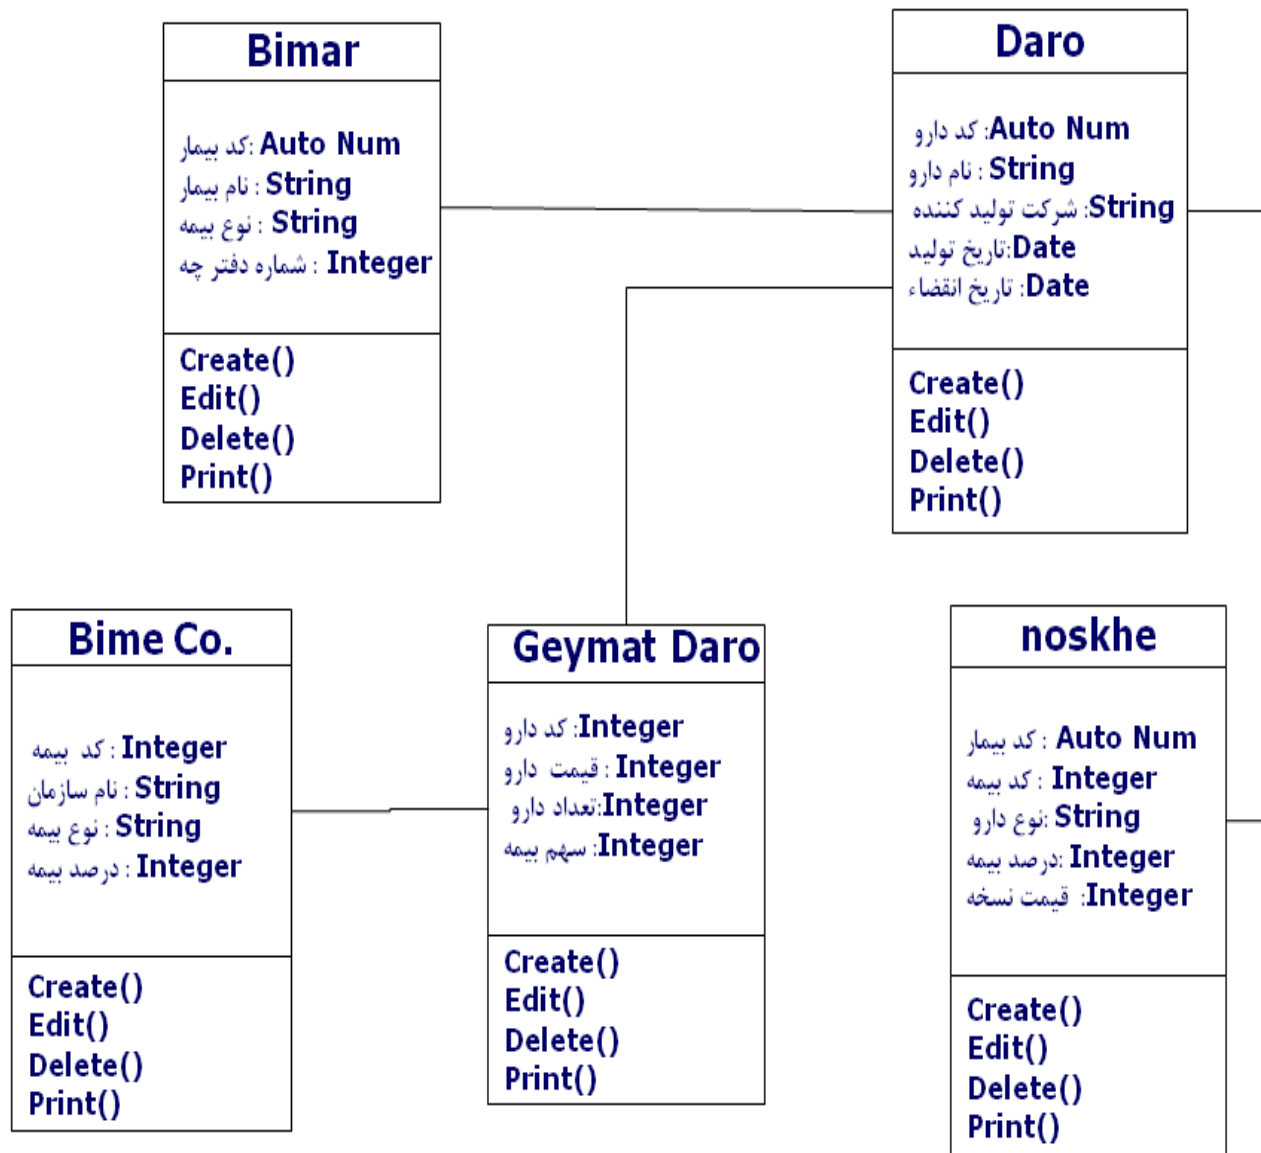 Bimar
کد بیمار: Auto Num
نام بیمار : String
نوع بیمه : String
شماره دفتر چه : Integer
Create()
Edit()
Delete()
Print()
Daro
کد دارو :Auto Num
نام دارو : String
شرکت تولید کننده :String
تاریخ تولید:Date
تاریخ انقضاء :Date
Create()
Edit()
Delete()
Print()
Bime Co.
کد بیمه : Integer
نام سازمان : String
نوع بیمه : String
درصد بیمه : Integer
Create()
Edit()
Delete()
Print()
Geymat Daro
کد دارو :Integer
قیمت دارو : Integer
تعداد دارو:Integer
سهم بیمه :Integer
Create()
Edit()
Delete()
Print()
noskhe
کد بیمار : Auto Num
کد بیمه : Integer
نوع دارو: String
درصد بیمه: Integer
قیمت نسخه :Integer
Create()
Edit()
Delete()
Print()